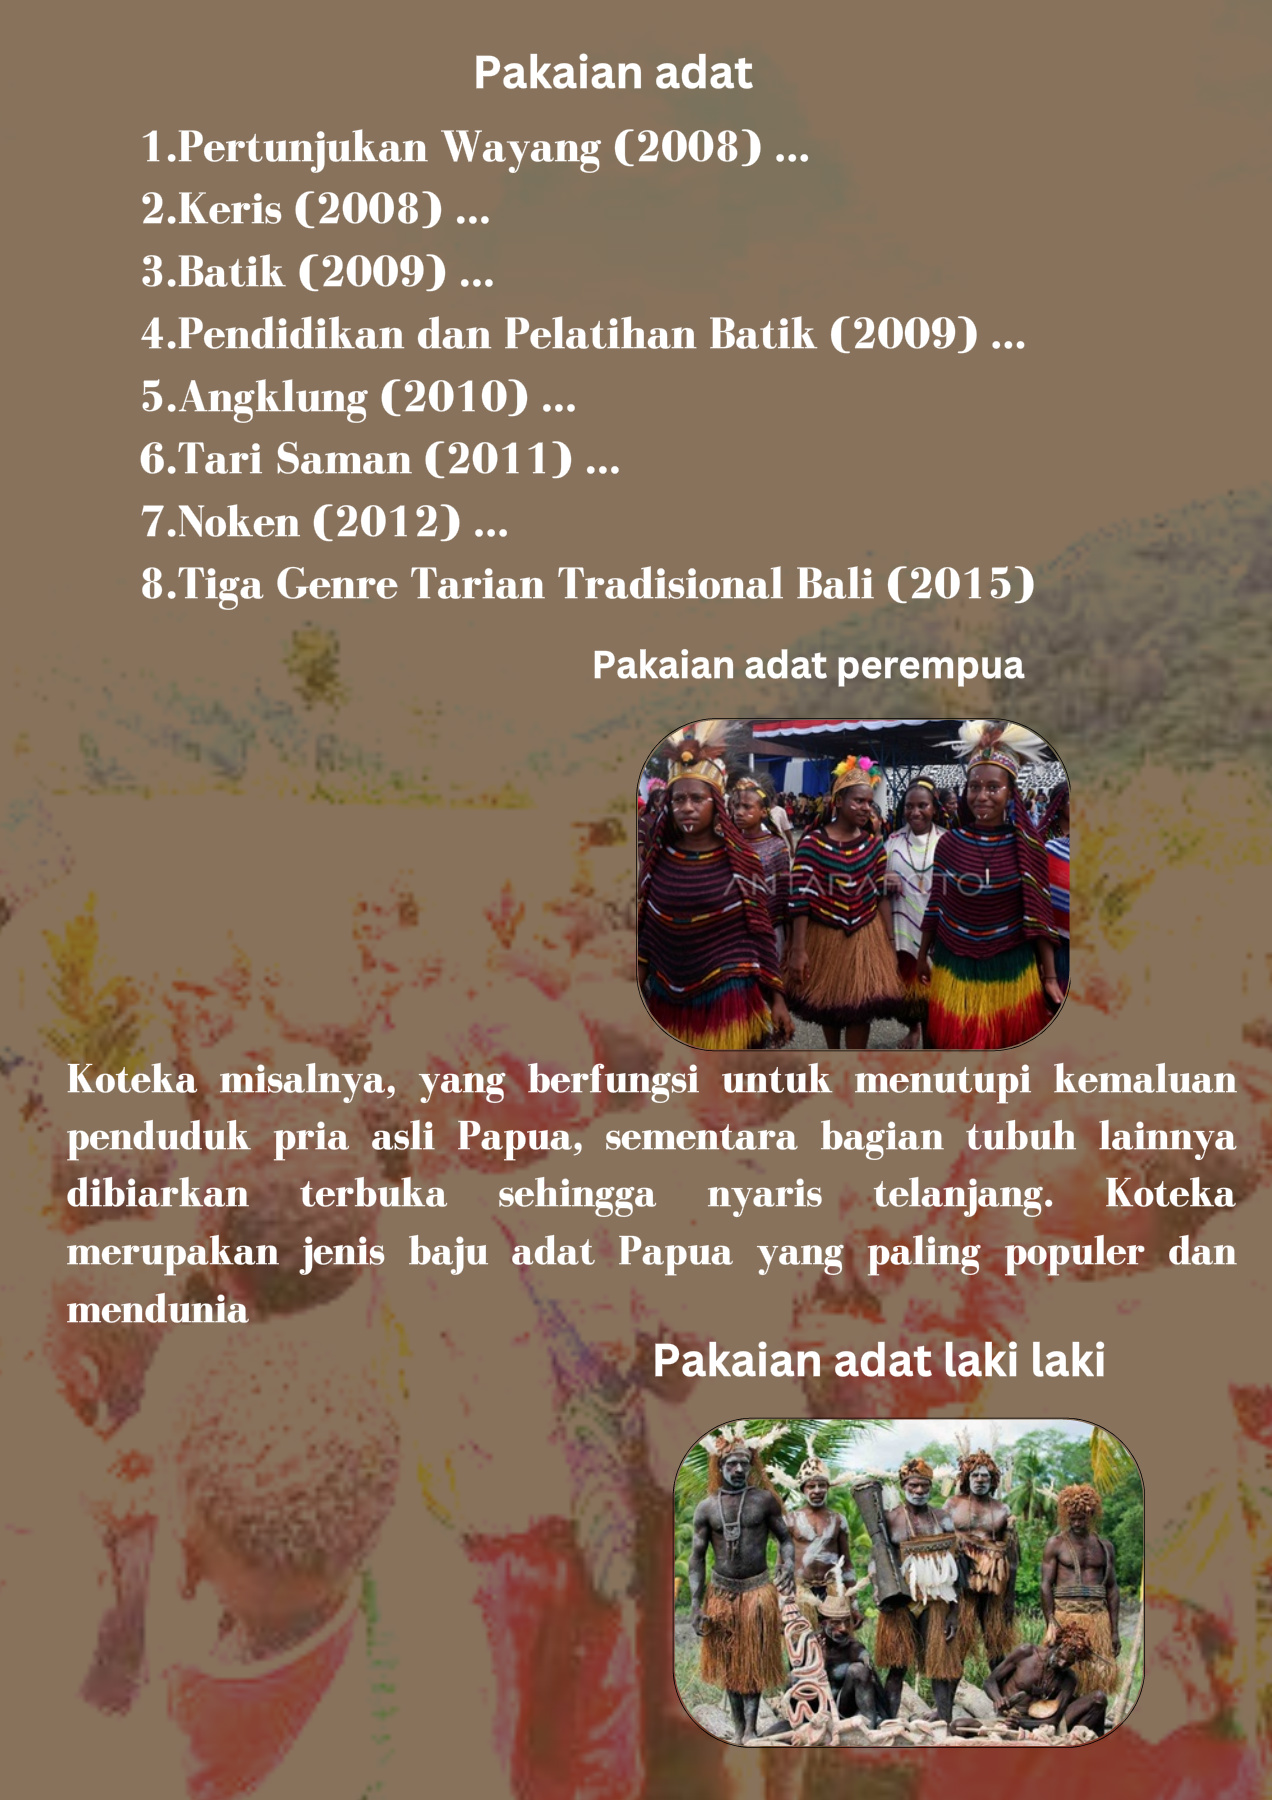 Pakaian adat
1.Pertunjukan Wayang (2008) ...
2.Keris (2008) ...
3.Batik (2009) ...
4.Pendidikan dan Pelatihan Batik (2009) ...
5.Angklung (2010) ...
6.Tari Saman (2011) ...
7.Noken (2012) ...
8.Tiga Genre Tarian Tradisional Bali (2015)
Pakaian adat perempua
ANTARAFOTO
Koteka misalnya, yang berfungsi untuk menutupi kemaluan
penduduk pria asli Papua, sementara bagian tubuh lainnya
dibiarkan terbuka sehingga nyaris telanjang. Koteka
merupakan jenis baju adat Papua yang paling populer dan
mendunia
Pakaian adat laki laki